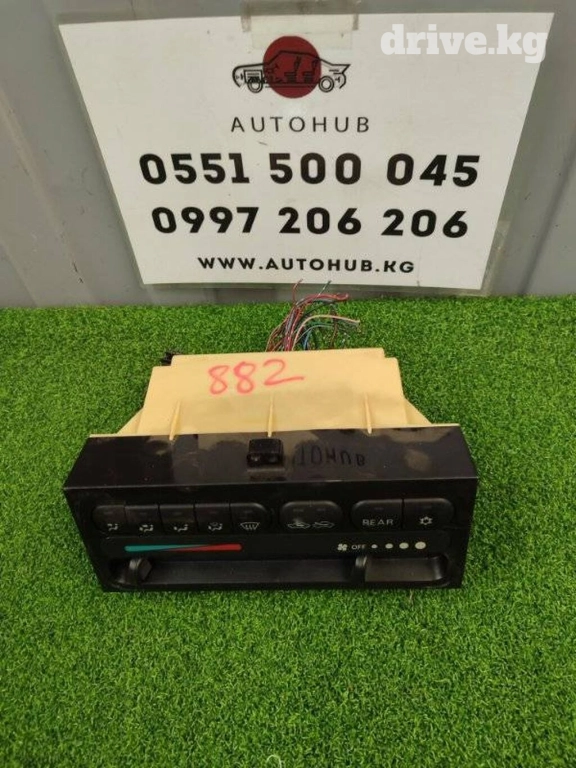 drive.kg
AUTOHUB
0551 500 045
0997 206 206
WWW.AUTOHUB.KG
882
REAR
OFF